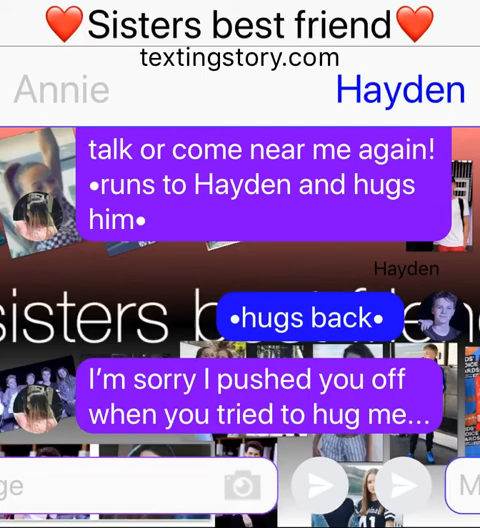 ❤️Sisters best friend❤️
textingstory.com
Annie Hayden
talk or come near me again!
•runs to Hayden and hugs
him•
Hayden
sisters b
•hugs back•
I'm sorry I pushed you off
when you tried to hug me...